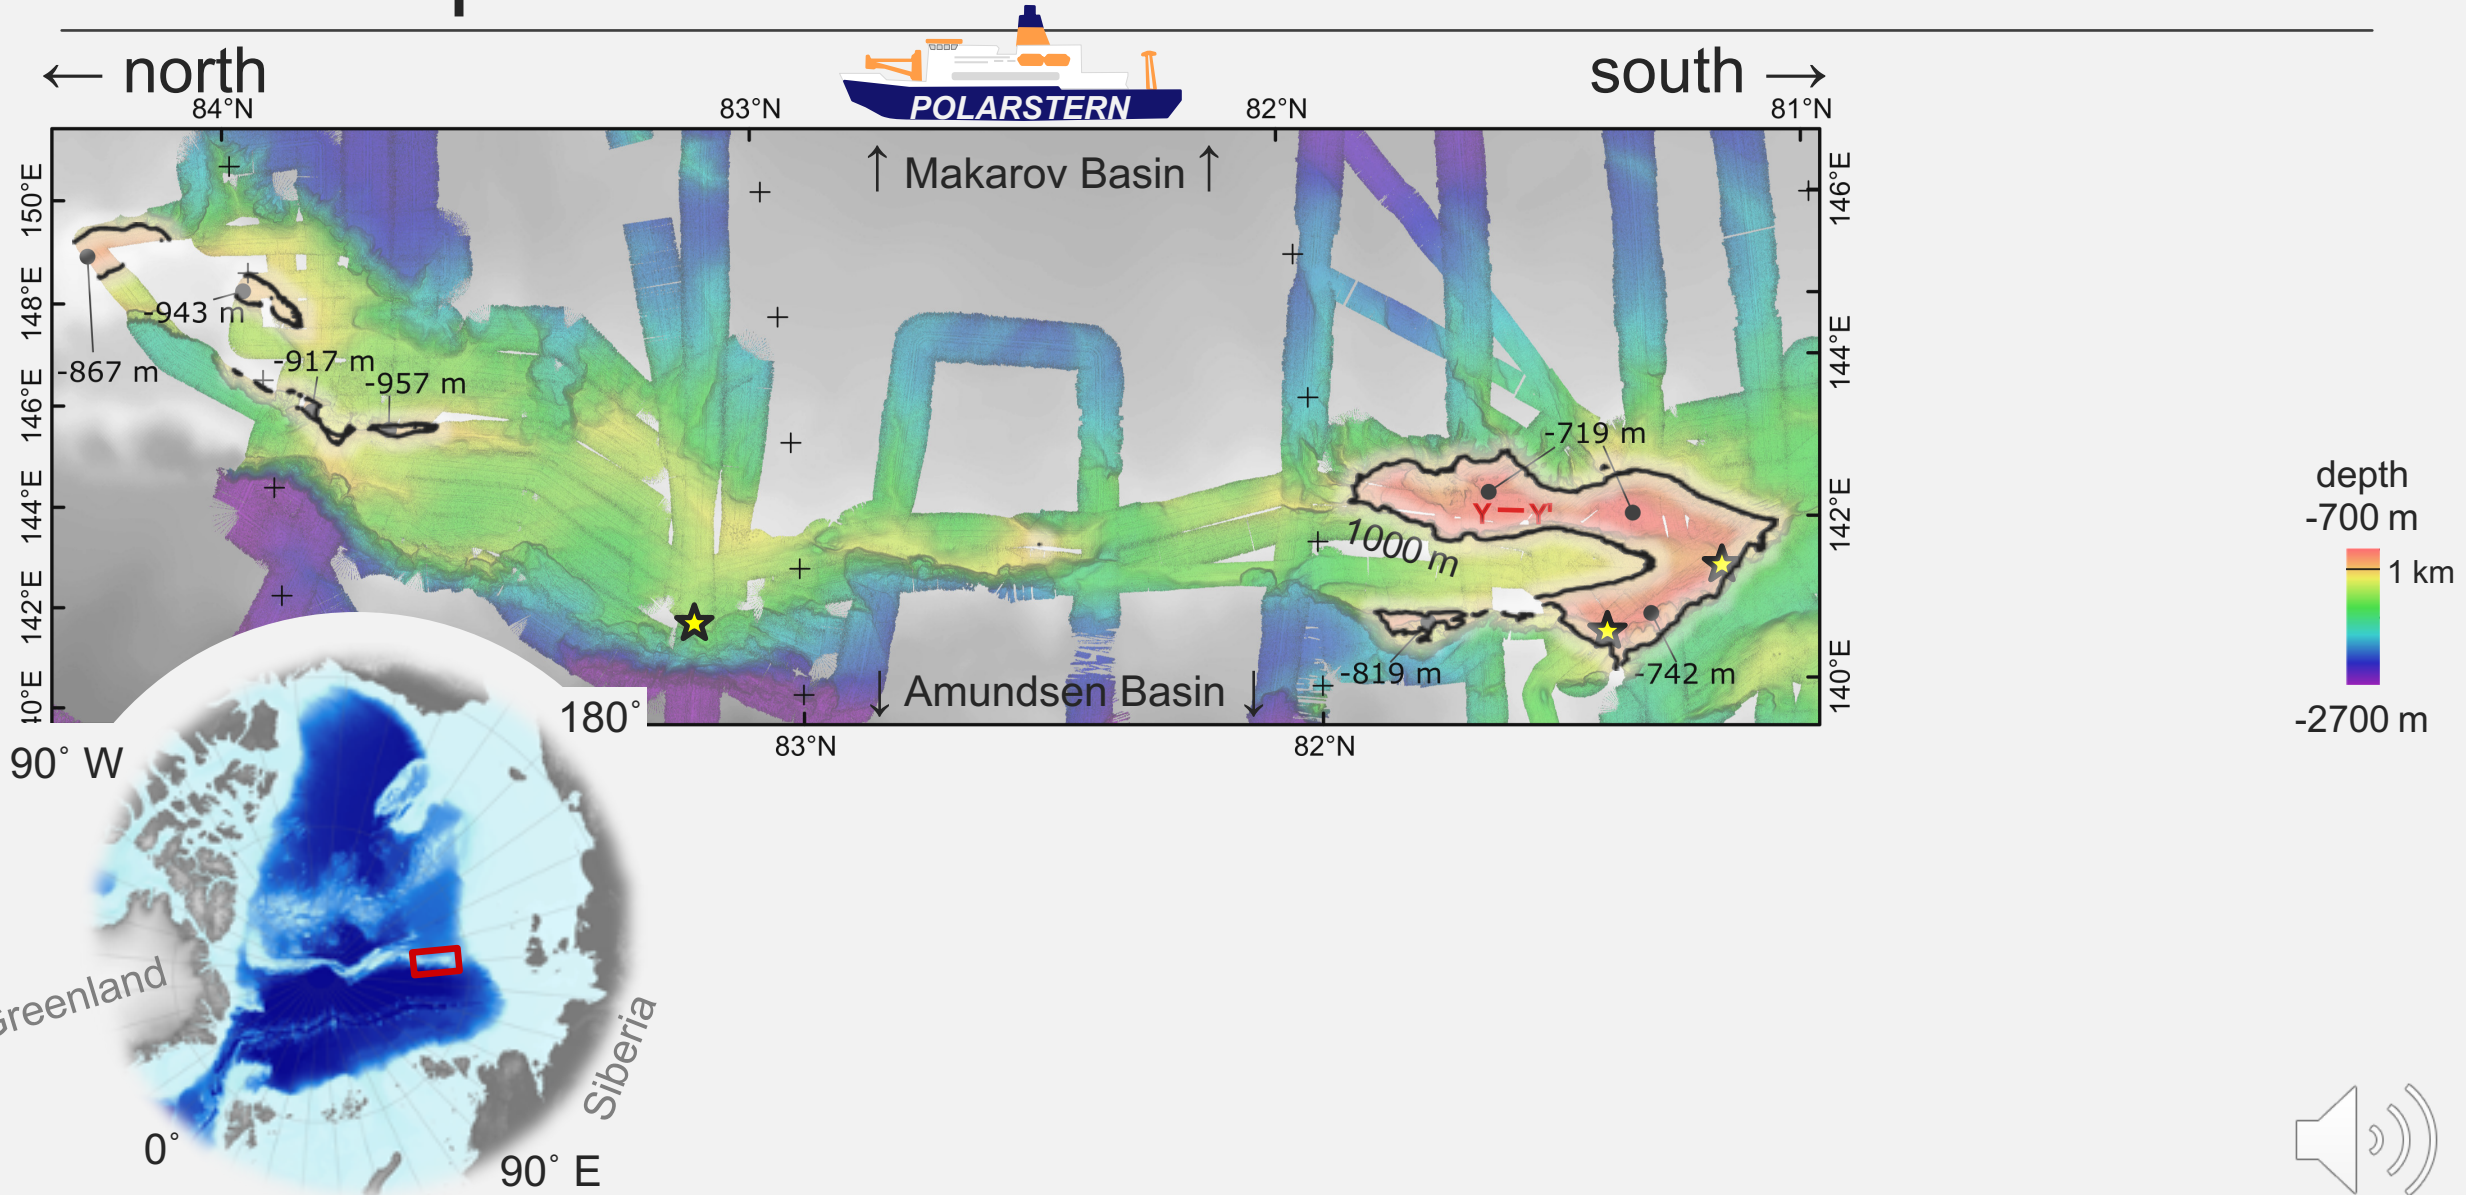 ← north
south →
84°N
83°N
82°N
81°N
POLARSTERN
↑ Makarov Basin ↑
150°E
148°E
146°E
144°E
142°E
146°E
144°E
142°E
140°E
-943 m
-867 m
-917 m
-957 m
-719 m
Y — Y'
1000 m
-819 m
-742 m
↓ Amundsen Basin ↓
83°N
82°N
depth
-700 m
1 km
-2700 m
180°
90° W
Siberia
0°
90° E